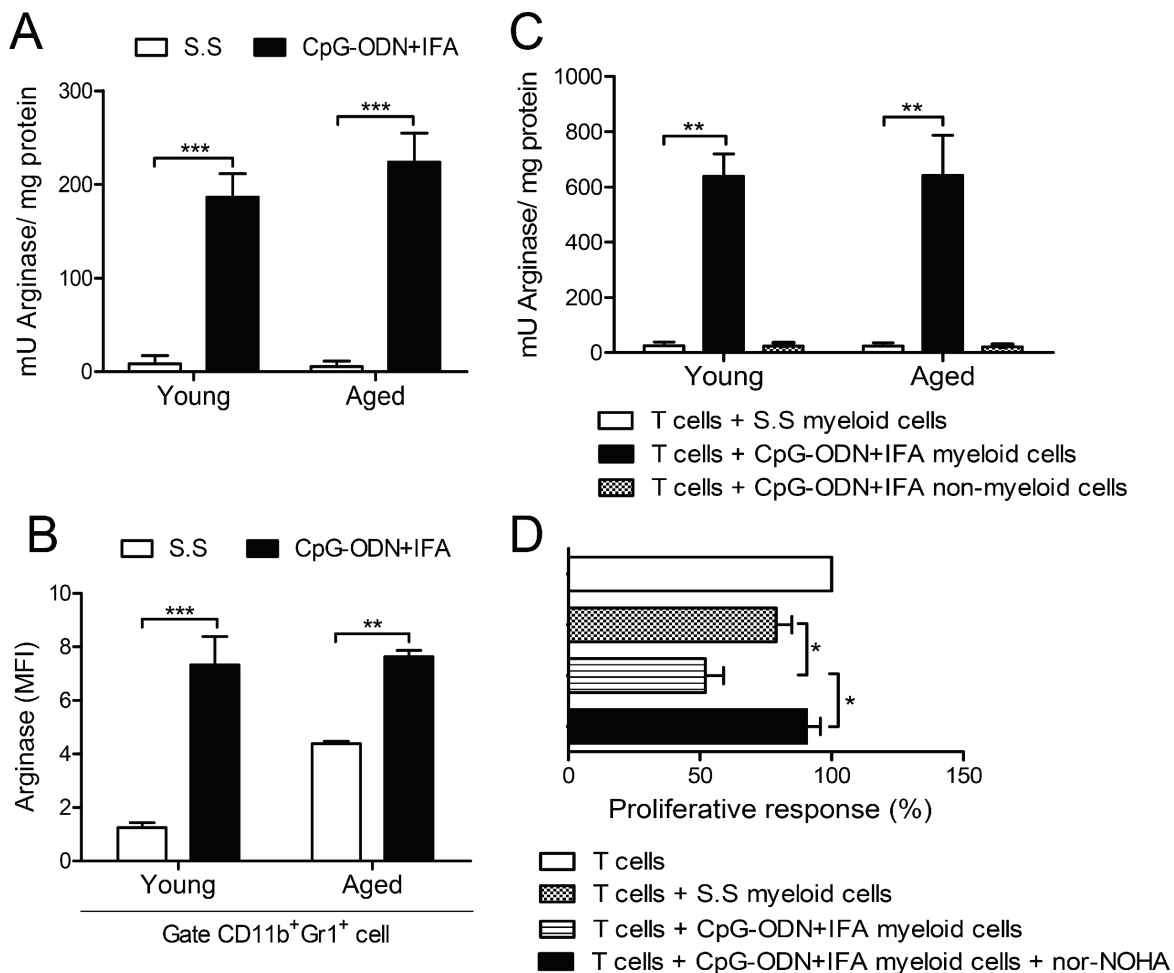 A
S.S
CpG-ODN+IFA
mU Arginase/ mg protein
300
200
100
0
***
***
Young
Aged
B
S.S
CpG-ODN+IFA
Arginase (MFI)
10
8
6
4
2
0
***
**
Young
Aged
Gate CD11b+Gr1+ cell
C
mU Arginase/ mg protein
1000
800
600
400
200
0
**
**
Young
Aged
T cells + S.S myeloid cells
T cells + CpG-ODN+IFA myeloid cells
T cells + CpG-ODN+IFA non-myeloid cells
D
*
*
0
50
100
150
Proliferative response (%)
T cells
T cells + S.S myeloid cells
T cells + CpG-ODN+IFA myeloid cells
T cells + CpG-ODN+IFA myeloid cells + nor-NOHA